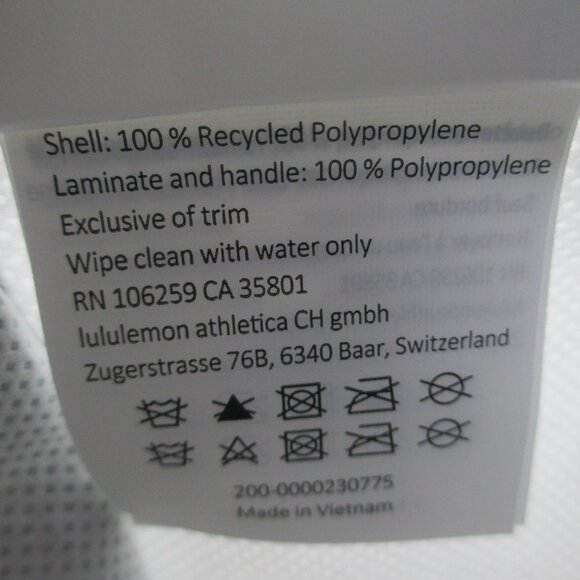 Shell: 100 % Recycled Polypropylene
Laminate and handle: 100 % Polypropylene
Exclusive of trim
Wipe clean with water only
RN 106259 CA 35801
lululemon athletica CH gmbh
Zugerstrasse 76B, 6340 Baar, Switzerland
200-0000230775
Made in Vietnam